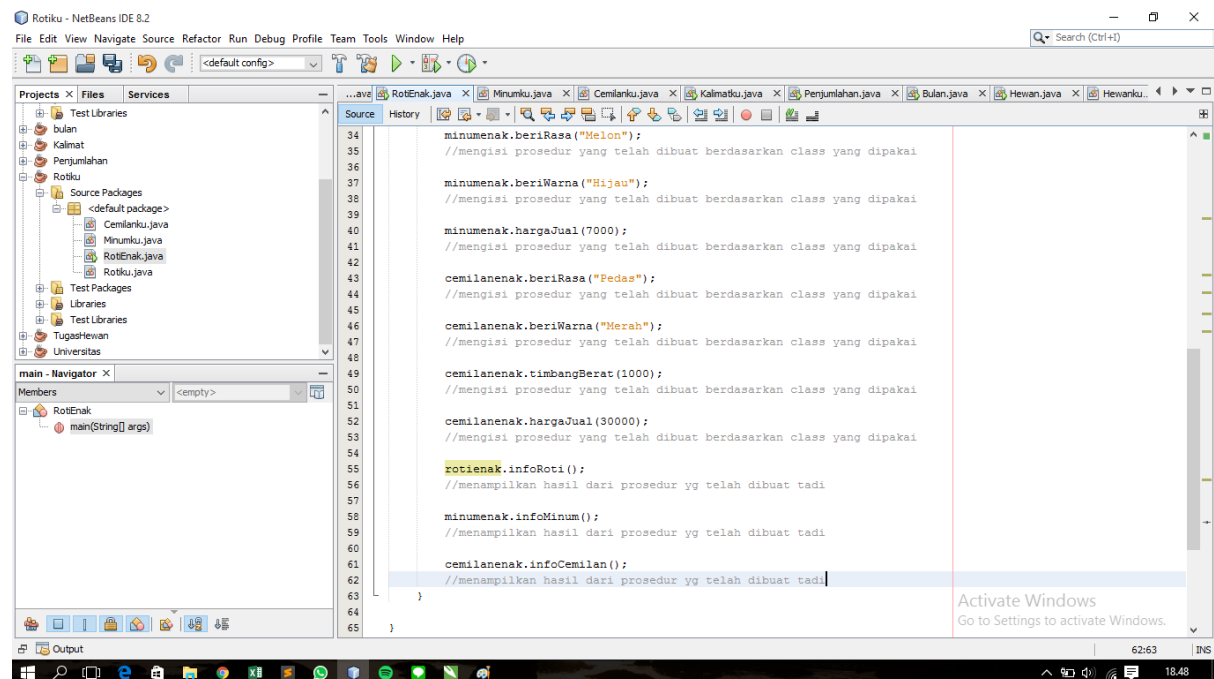 Rotiku - NetBeans IDE 8.2
File Edit View Navigate Source Refactor Run Debug Profile Team Tools Window Help
Search (Ctrl+I)
<default config>
Projects Files Services
...ava RotiEnak.java Minumku.java Cemilanku.java Kalimatku.java Penjumlahan.java Bulan.java Hewan.java Hewanku..
Source History
Test Libraries
bulan
Kalimat
Penjumlahan
Rotiku
Source Packages
<default package>
Cemilanku.java
Minumku.java
RotiEnak.java
Rotiku.java
Test Packages
Libraries
Test Libraries
TugasHewan
Universitas
main - Navigator
Members <empty>
RotiEnak
main(String[] args)
34 minumenak.beriRasa("Melon");
35 //mengisi prosedur yang telah dibuat berdasarkan class yang dipakai
36
37 minumenak.beriWarna("Hijau");
38 //mengisi prosedur yang telah dibuat berdasarkan class yang dipakai
39
40 minumenak.hargaJual(7000);
41 //mengisi prosedur yang telah dibuat berdasarkan class yang dipakai
42
43 cemilanenak.beriRasa("Pedas");
44 //mengisi prosedur yang telah dibuat berdasarkan class yang dipakai
45
46 cemilanenak.beriWarna("Merah");
47 //mengisi prosedur yang telah dibuat berdasarkan class yang dipakai
48
49 cemilanenak.timbangBerat(1000);
50 //mengisi prosedur yang telah dibuat berdasarkan class yang dipakai
51
52 cemilanenak.hargaJual(30000);
53 //mengisi prosedur yang telah dibuat berdasarkan class yang dipakai
54
55 rotienak.infoRoti();
56 //menampilkan hasil dari prosedur yg telah dibuat tadi
57
58 minumenak.infoMinum();
59 //menampilkan hasil dari prosedur yg telah dibuat tadi
60
61 cemilanenak.infoCemilan();
62 //menampilkan hasil dari prosedur yg telah dibuat tadi
63 }
64
65 }
Activate Windows
Go to Settings to activate Windows.
Output
62:63 INS
18.48